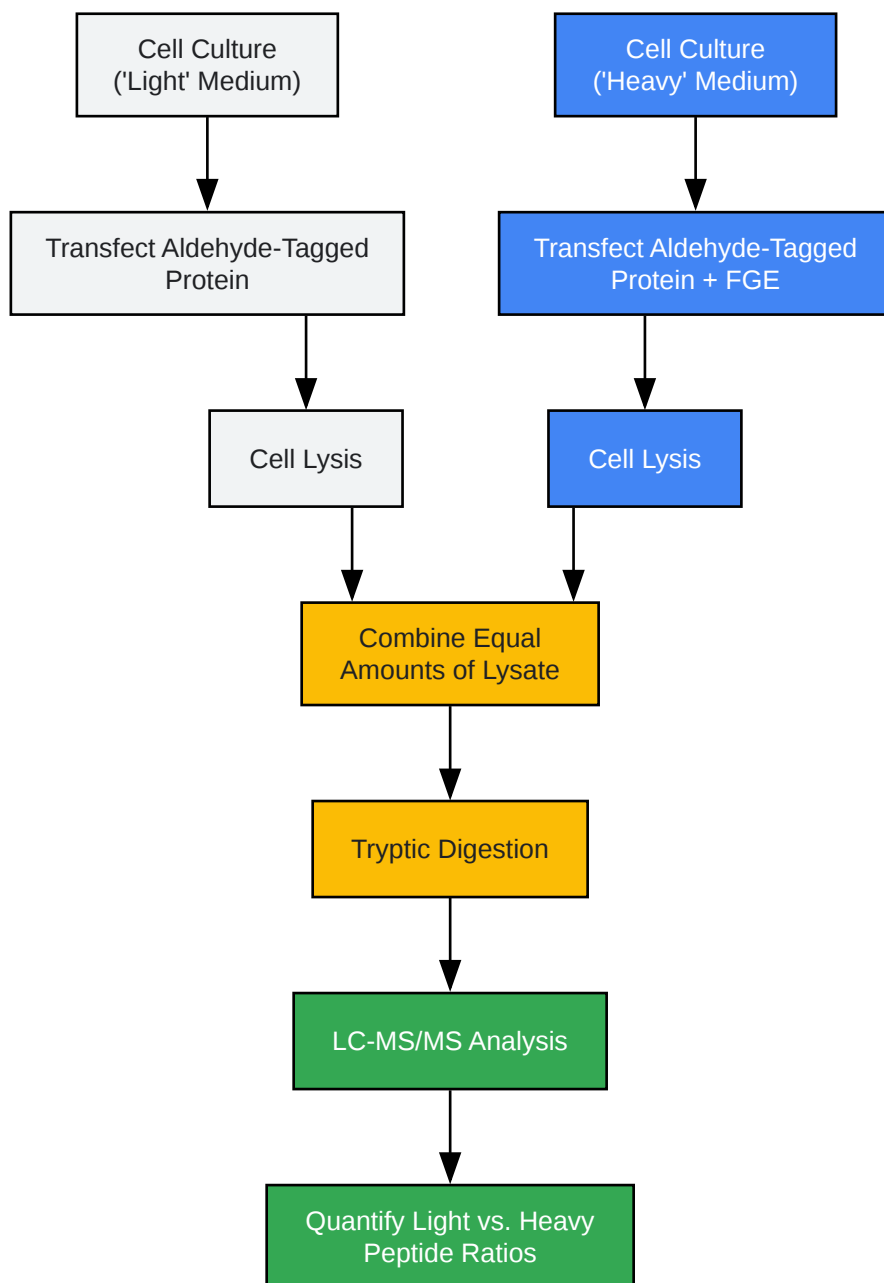 Cell Culture
('Light' Medium)
Cell Culture
('Heavy' Medium)
Transfect Aldehyde-Tagged
Protein
Transfect Aldehyde-Tagged
Protein + FGE
Cell Lysis
Cell Lysis
Combine Equal
Amounts of Lysate
Tryptic Digestion
LC-MS/MS Analysis
Quantify Light vs. Heavy
Peptide Ratios